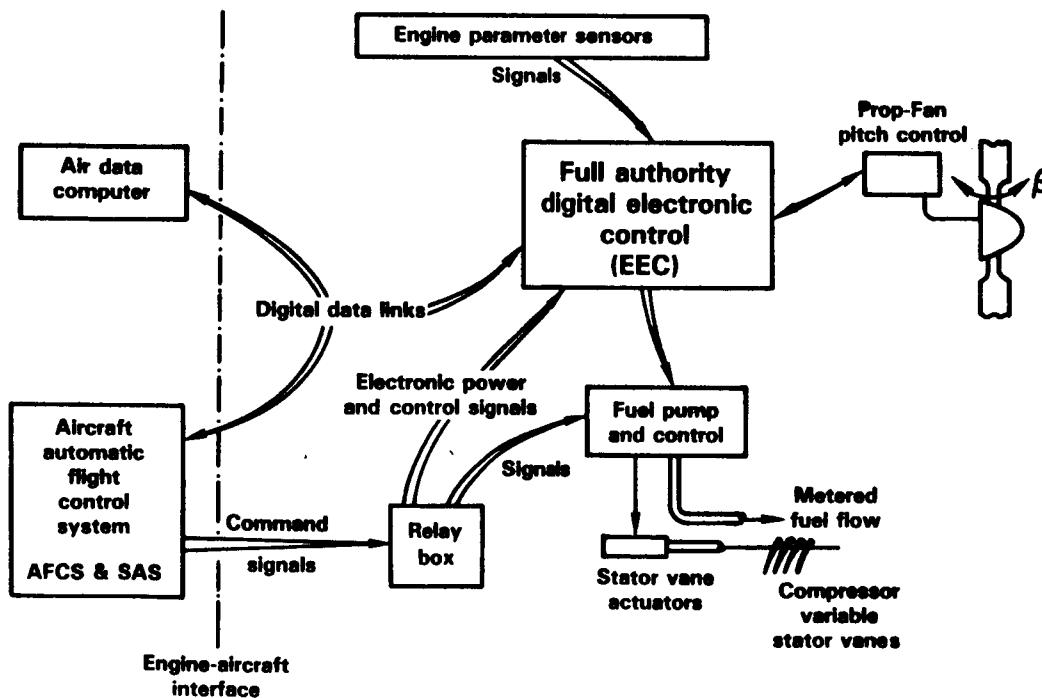 Engine parameter sensors
Signals
Prop-Fan
pitch control
β
Air data
computer
Full authority
digital electronic
control
(EEC)
Digital data links
Electronic power
and control signals
Fuel pump
and control
Signals
Aircraft
automatic
flight
control
system
AFCS & SAS
Command
signals
Relay
box
Metered
fuel flow
Stator vane
actuators
Compressor
variable
stator vanes
Engine-aircraft
interface